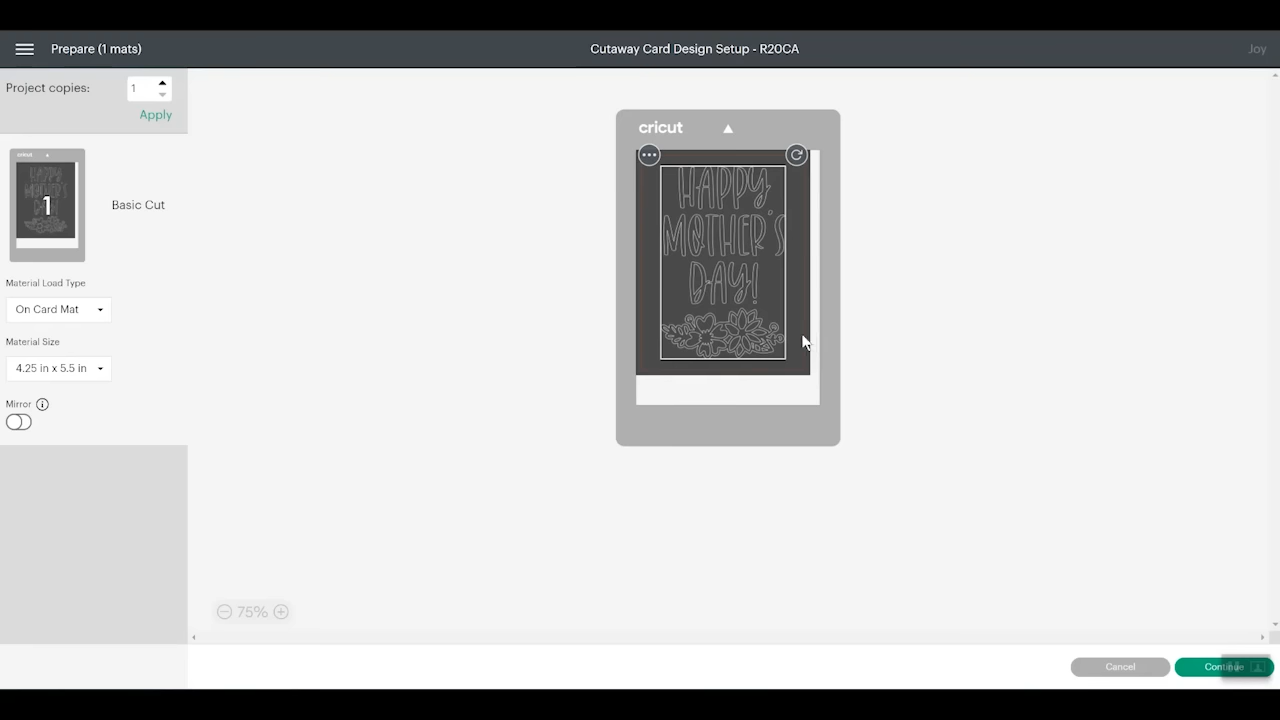 Prepare (1 mats)
Cutaway Card Design Setup - R20CA
Joy
Project copies:
1
Apply
cricut
1
Basic Cut
Material Load Type
On Card Mat
Material Size
4.25 in x 5.5 in
Mirror
cricut
HAPPY
MOTHER'S
DAY!
75%
Cancel
Continue